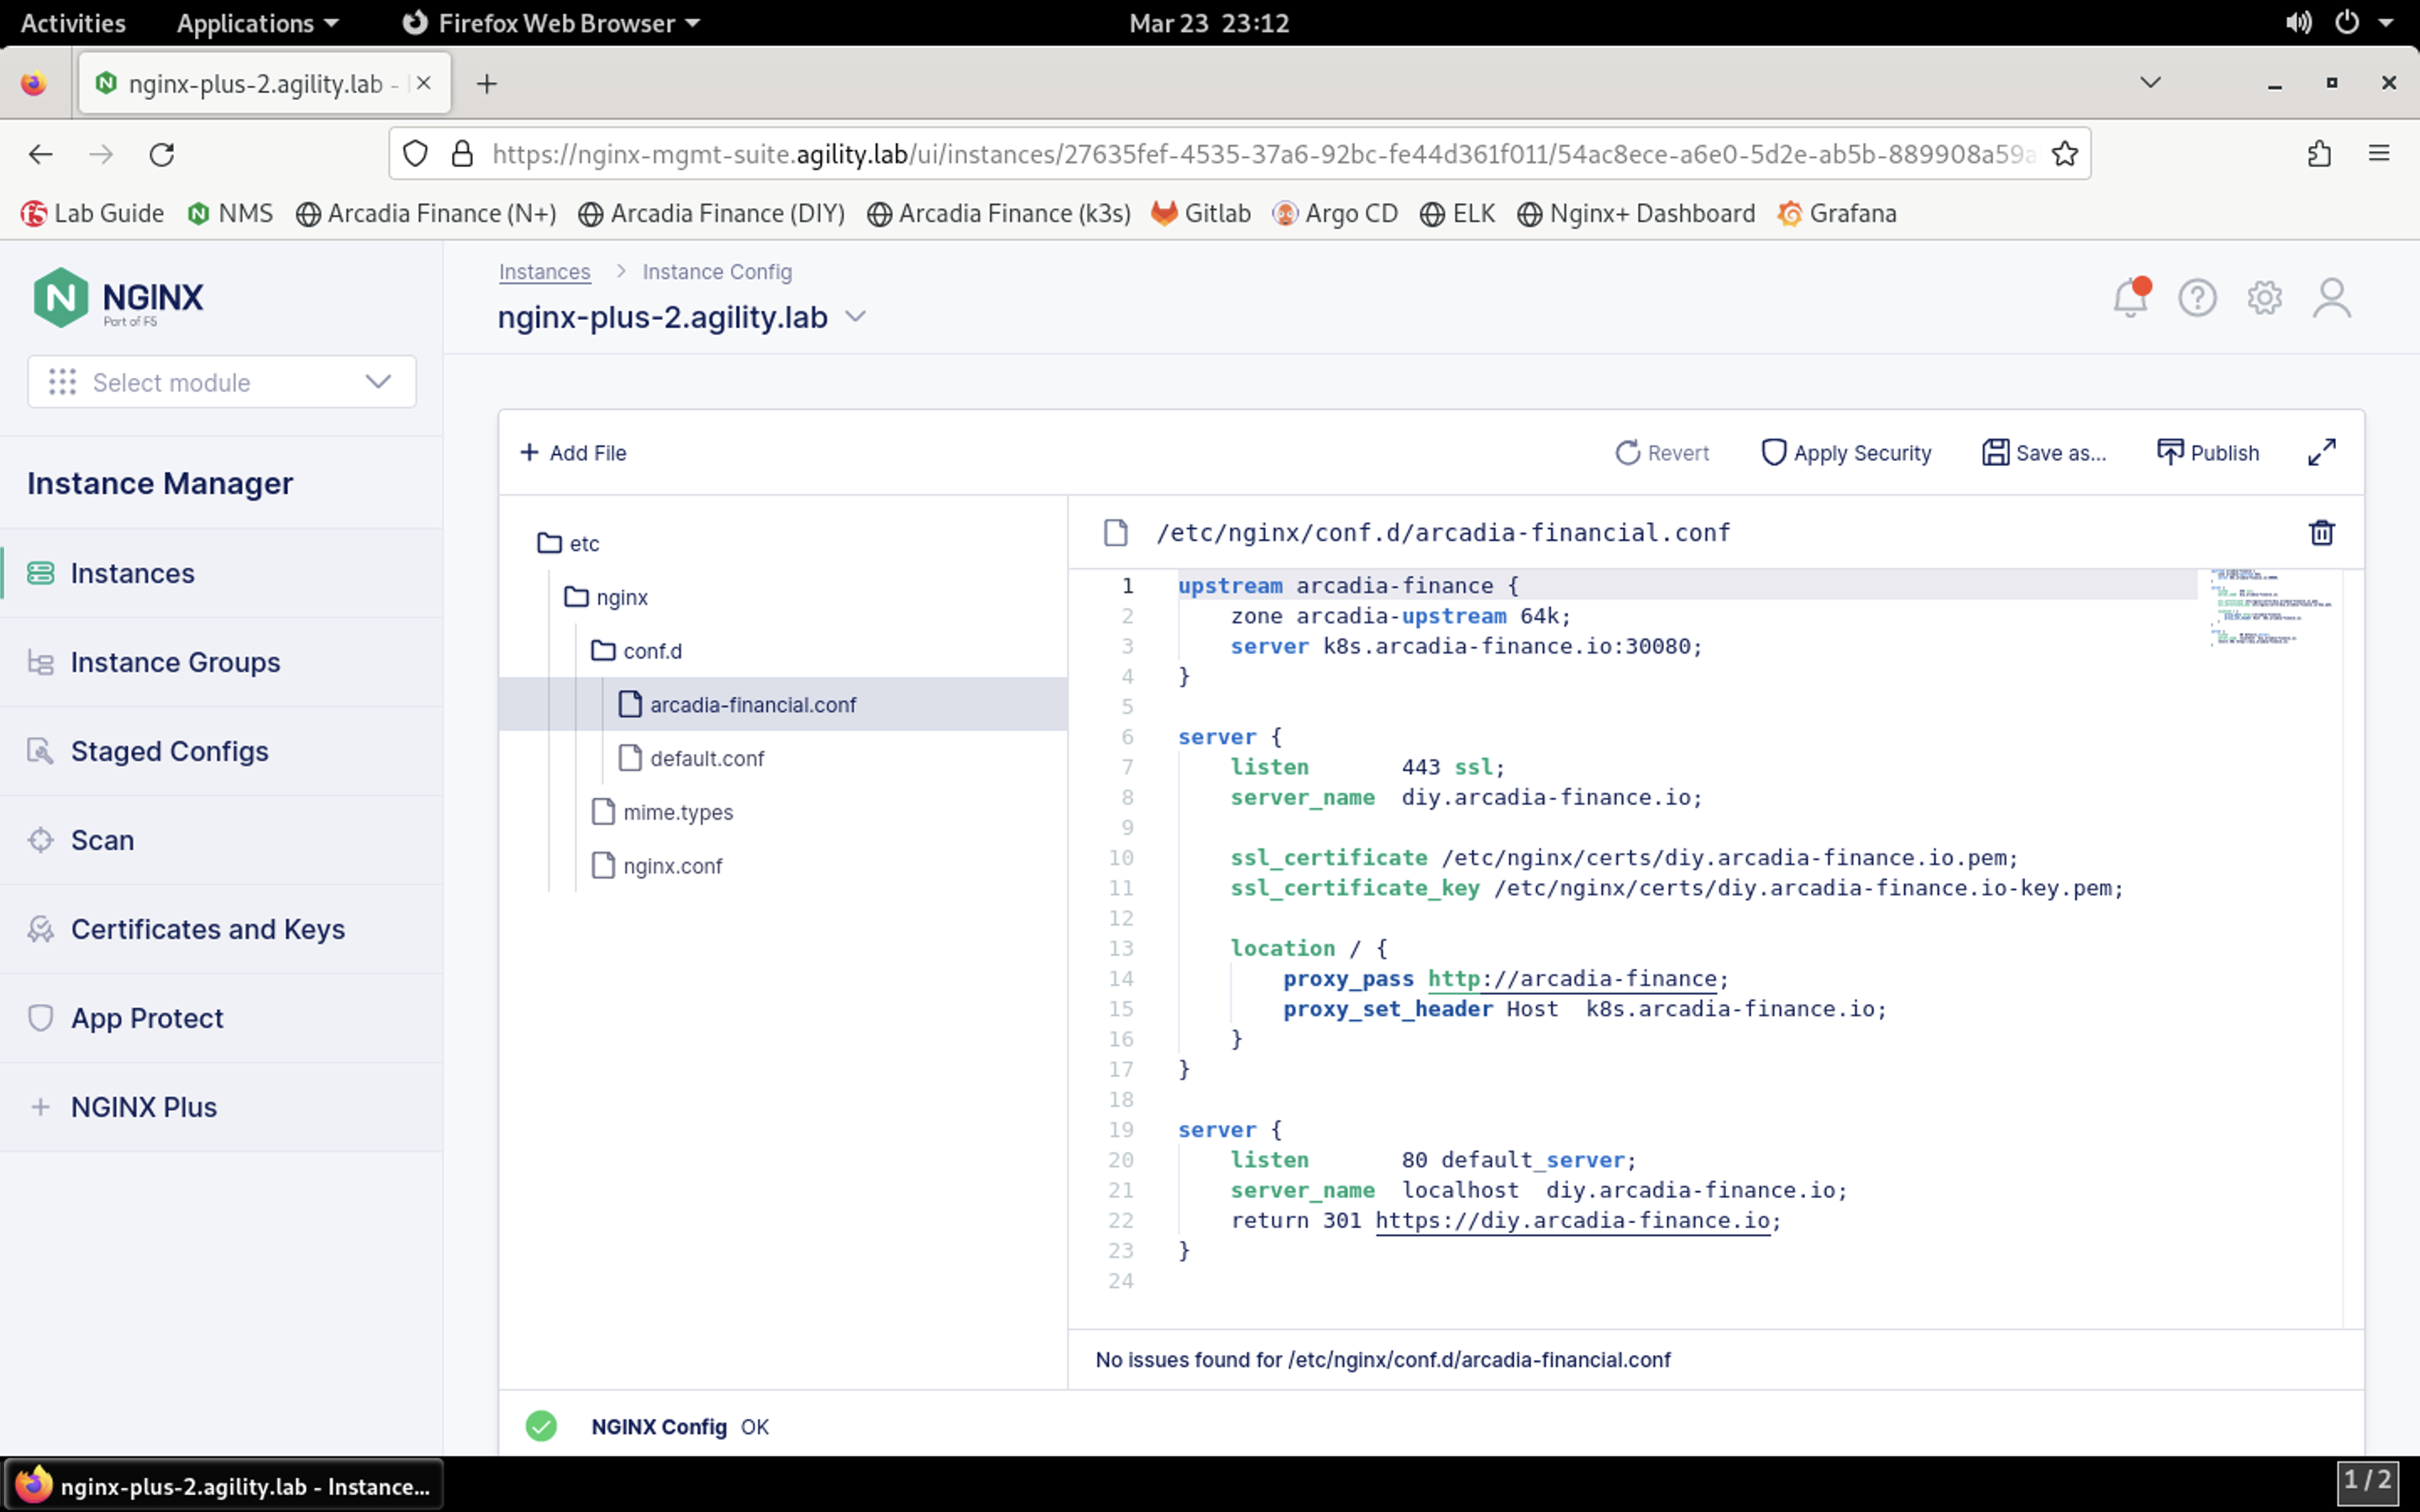 Activities Applications Firefox Web Browser Mar 23 23:12
nginx-plus-2.agility.lab -
https://nginx-mgmt-suite.agility.lab/ui/instances/27635fef-4535-37a6-92bc-fe44d361f011/54ac8ece-a6e0-5d2e-ab5b-889908a59a
Lab Guide NMS Arcadia Finance (N+) Arcadia Finance (DIY) Arcadia Finance (k3s) Gitlab Argo CD ELK Nginx+ Dashboard Grafana
NGINX
Part of F5
Select module
Instance Manager
Instances
Instance Groups
Staged Configs
Scan
Certificates and Keys
App Protect
NGINX Plus
Instances > Instance Config
nginx-plus-2.agility.lab
+ Add File
Revert Apply Security Save as... Publish
etc
nginx
conf.d
arcadia-financial.conf
default.conf
mime.types
nginx.conf
/etc/nginx/conf.d/arcadia-financial.conf
1 upstream arcadia-finance {
2 zone arcadia-upstream 64k;
3 server k8s.arcadia-finance.io:30080;
4 }
5
6 server {
7 listen 443 ssl;
8 server_name diy.arcadia-finance.io;
9
10 ssl_certificate /etc/nginx/certs/diy.arcadia-finance.io.pem;
11 ssl_certificate_key /etc/nginx/certs/diy.arcadia-finance.io-key.pem;
12
13 location / {
14 proxy_pass http://arcadia-finance;
15 proxy_set_header Host k8s.arcadia-finance.io;
16 }
17 }
18
19 server {
20 listen 80 default_server;
21 server_name localhost diy.arcadia-finance.io;
22 return 301 https://diy.arcadia-finance.io;
23 }
24
No issues found for /etc/nginx/conf.d/arcadia-financial.conf
NGINX Config OK
nginx-plus-2.agility.lab - Instance...
1 / 2